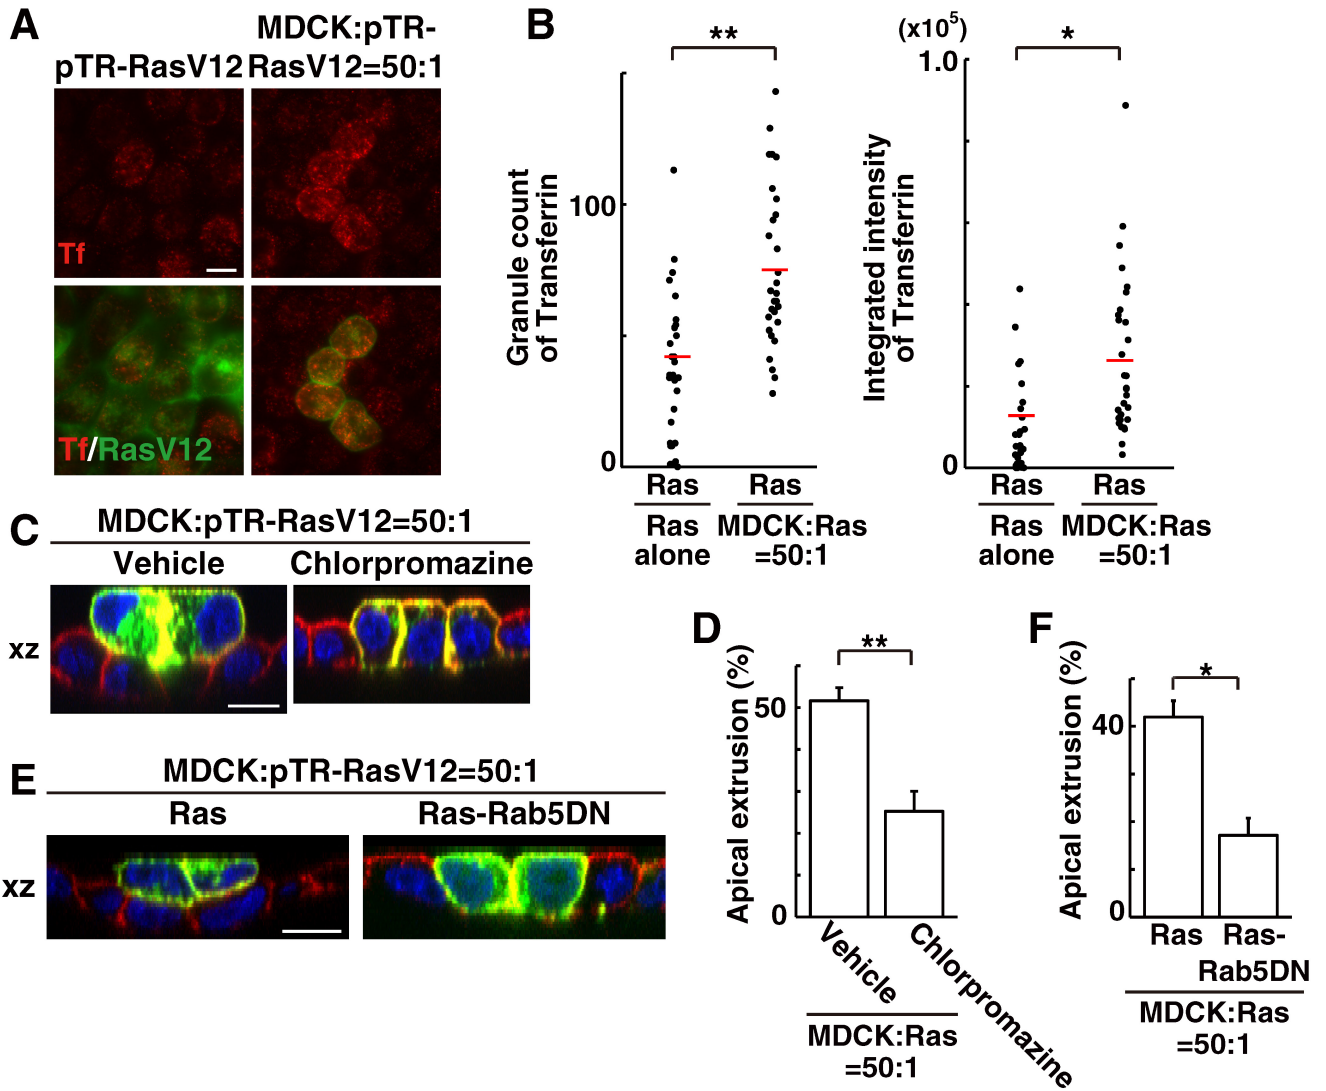 A
pTR-RasV12
MDCK:pTR-
RasV12=50:1
Tf
Tf/RasV12
B
**
Granule count
of Transferrin
100
0
Ras
Ras
alone
Ras
MDCK:Ras
=50:1
(x10⁵)
*
Integrated intensity
of Transferrin
1.0
0
Ras
Ras
alone
Ras
MDCK:Ras
=50:1
C
MDCK:pTR-RasV12=50:1
Vehicle
Chlorpromazine
xz
D
**
Apical extrusion (%)
50
0
Vehicle
Chlorpromazine
MDCK:Ras
=50:1
E
MDCK:pTR-RasV12=50:1
Ras
Ras-Rab5DN
xz
F
*
Apical extrusion (%)
40
0
Ras
Ras-
Rab5DN
MDCK:Ras
=50:1